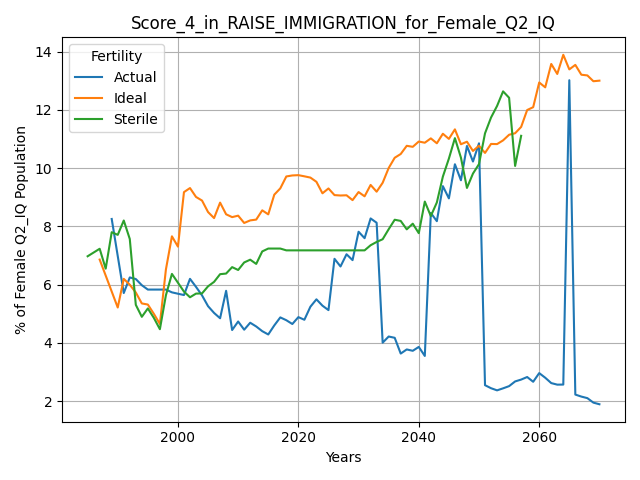 Score_4_in_RAISE_IMMIGRATION_for_Female_Q2_IQ
Fertility
Actual
Ideal
Sterile
% of Female Q2_IQ Population
14
12
10
8
6
4
2
2000
2020
2040
2060
Years